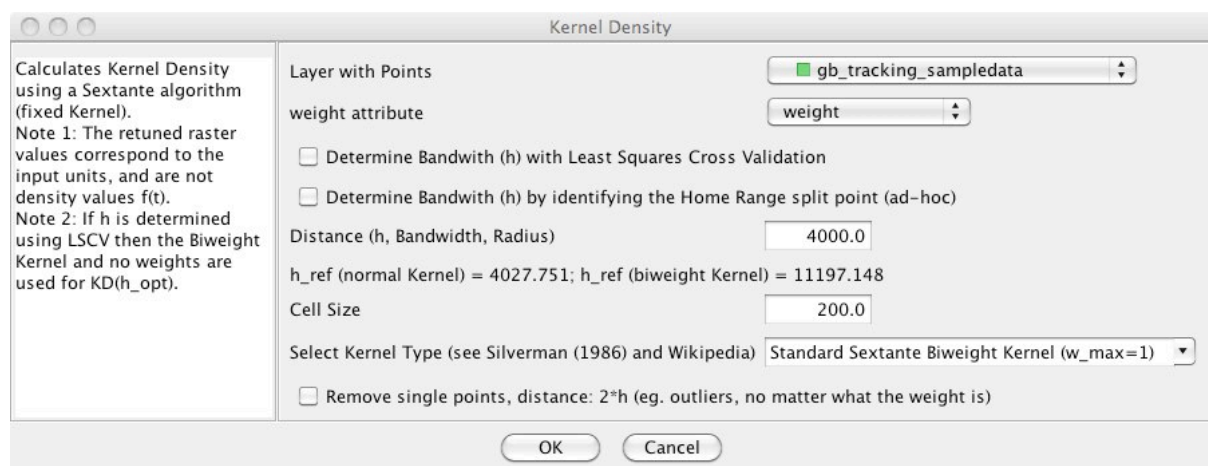 Kernel Density
Calculates Kernel Density
using a Sextante algorithm
(fixed Kernel).
Note 1: The retuned raster
values correspond to the
input units, and are not
density values f(t).
Note 2: If h is determined
using LSCV then the Biweight
Kernel and no weights are
used for KD(h_opt).
Layer with Points gb_tracking_sampledata
weight attribute weight
Determine Bandwith (h) with Least Squares Cross Validation
Determine Bandwith (h) by identifying the Home Range split point (ad-hoc)
Distance (h, Bandwidth, Radius) 4000.0
h_ref (normal Kernel) = 4027.751; h_ref (biweight Kernel) = 11197.148
Cell Size 200.0
Select Kernel Type (see Silverman (1986) and Wikipedia) Standard Sextante Biweight Kernel (w_max=1)
Remove single points, distance: 2*h (eg. outliers, no matter what the weight is)
OK Cancel